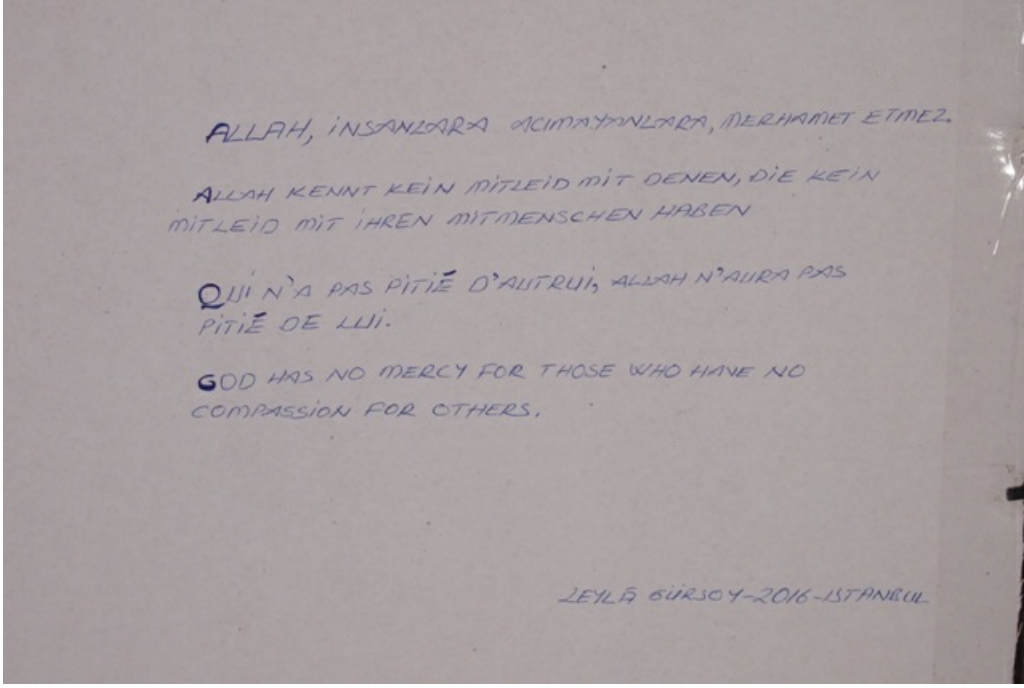 ALLAH, İNSANLARA ACIMAYANLARA, MERHAMET ETMEZ.
ALLAH KENNT KEIN MITLEID MIT DENEN, DIE KEIN
MITLEID MIT IHREN MITMENSCHEN HABEN
QUI N'A PAS PITIÉ D'AUTRUI, ALLAH N'AURA PAS
PITIÉ DE LUI.
GOD HAS NO MERCY FOR THOSE WHO HAVE NO
COMPASSION FOR OTHERS.
LEYLÂ GÜRSOY-2016-ISTANBUL